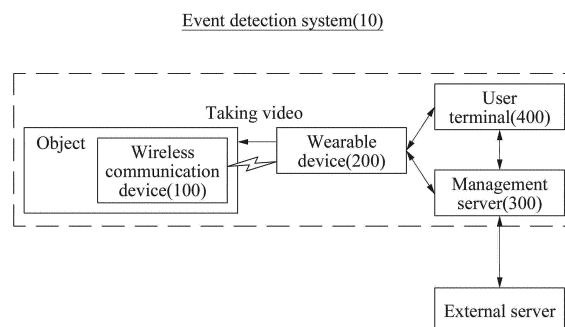 Event detection system(10)
Taking video
Object
Wireless
communication
device(100)
Wearable
device(200)
User
terminal(400)
Management
server(300)
External server